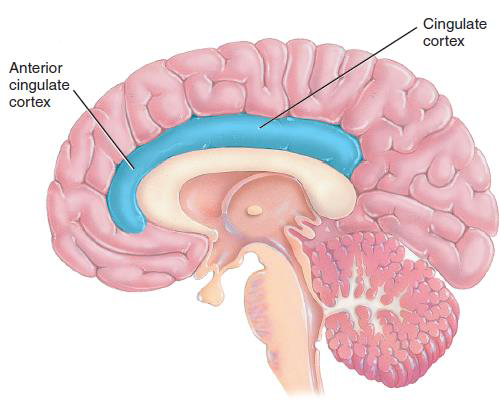 Cingulate
cortex
Anterior
cingulate
cortex